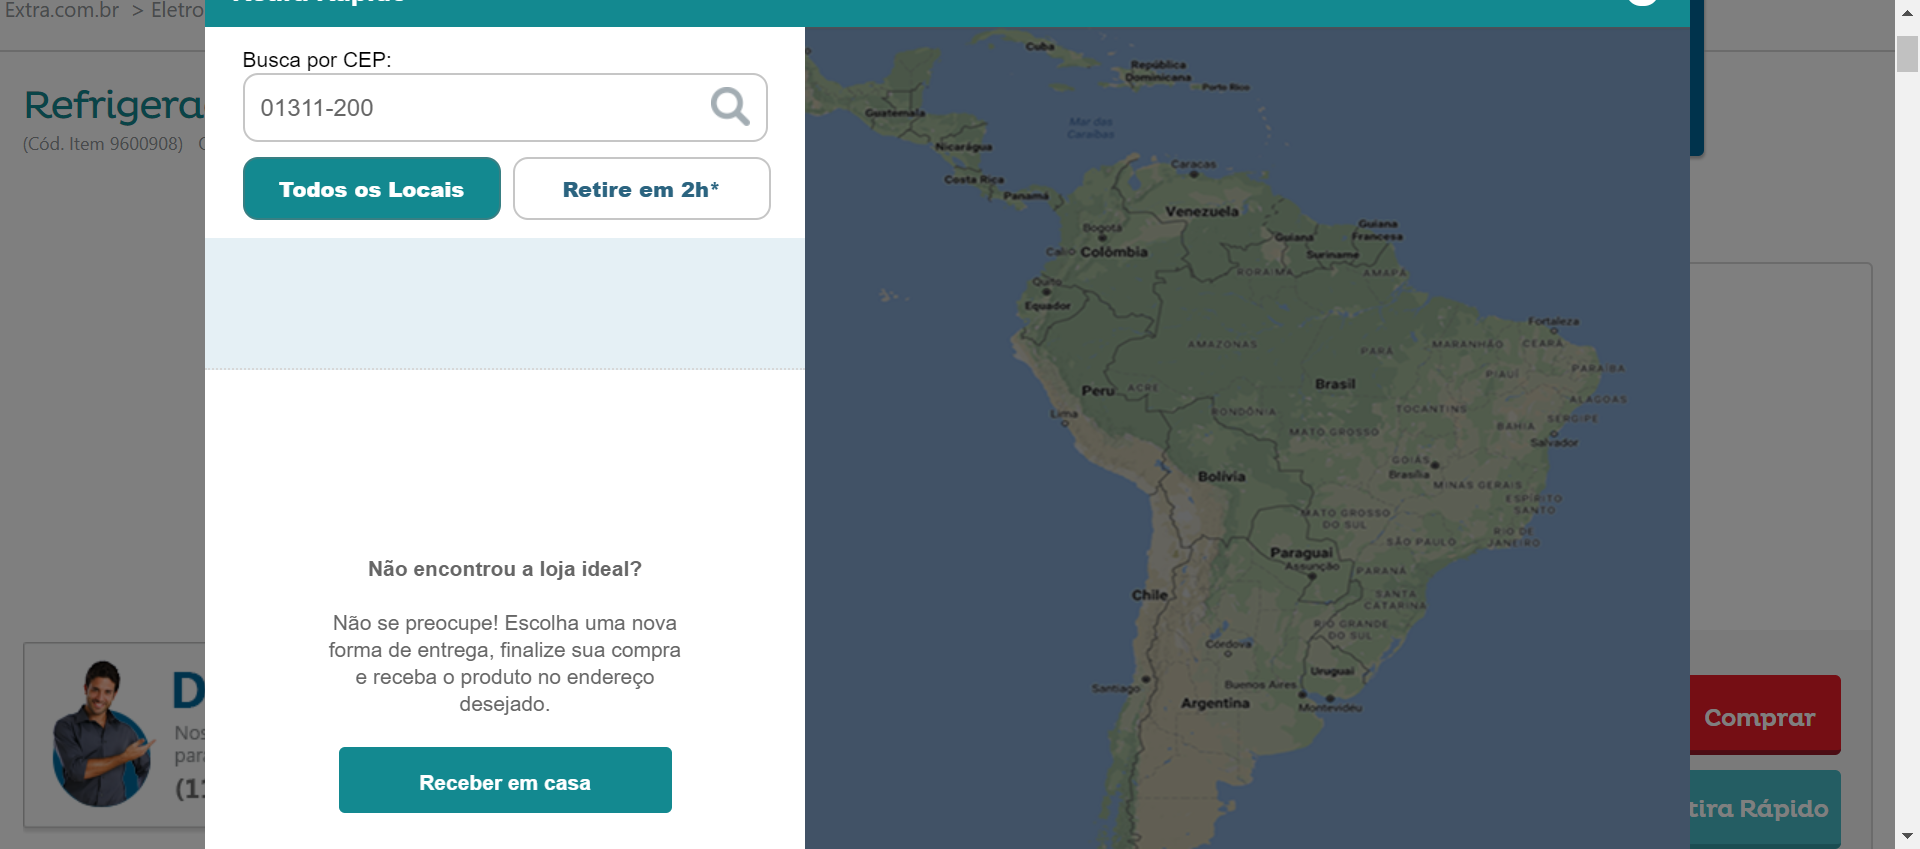 Extra.com.br > Eletro
Refrigera
(Cód. Item 9600908)
Busca por CEP:
01311-200
Todos os Locais
Retire em 2h*
Não encontrou a loja ideal?
Não se preocupe! Escolha uma nova
forma de entrega, finalize sua compra
e receba o produto no endereço
desejado.
Receber em casa
D
Nos
para
(11
Comprar
tira Rápido
Cuba
República
Dominicana
Porto Rico
Guatemala
Mar das
Caraíbas
Nicarágua
Caracas
Costa Rica
Panamá
Venezuela
Bogotá
Guiana
Guiana
Francesa
Cali
Colômbia
Suriname
RORAIMA
AMAPÁ
Quito
Equador
Fortaleza
AMAZONAS
PARÁ
MARANHÃO
CEARÁ
PIAUÍ
PARAÍBA
Peru
ACRE
Brasil
ALAGOAS
Lima
RONDÔNIA
TOCANTINS
SERGIPE
MATO GROSSO
BAHIA
Salvador
GOIÁS
Brasília
Bolívia
MINAS GERAIS
ESPÍRITO
SANTO
MATO GROSSO
DO SUL
RIO DE
JANEIRO
SÃO PAULO
Paraguai
Assunção
PARANÁ
Chile
SANTA
CATARINA
RIO GRANDE
DO SUL
Córdova
Uruguai
Santiago
Buenos Aires
Argentina
Montevideu